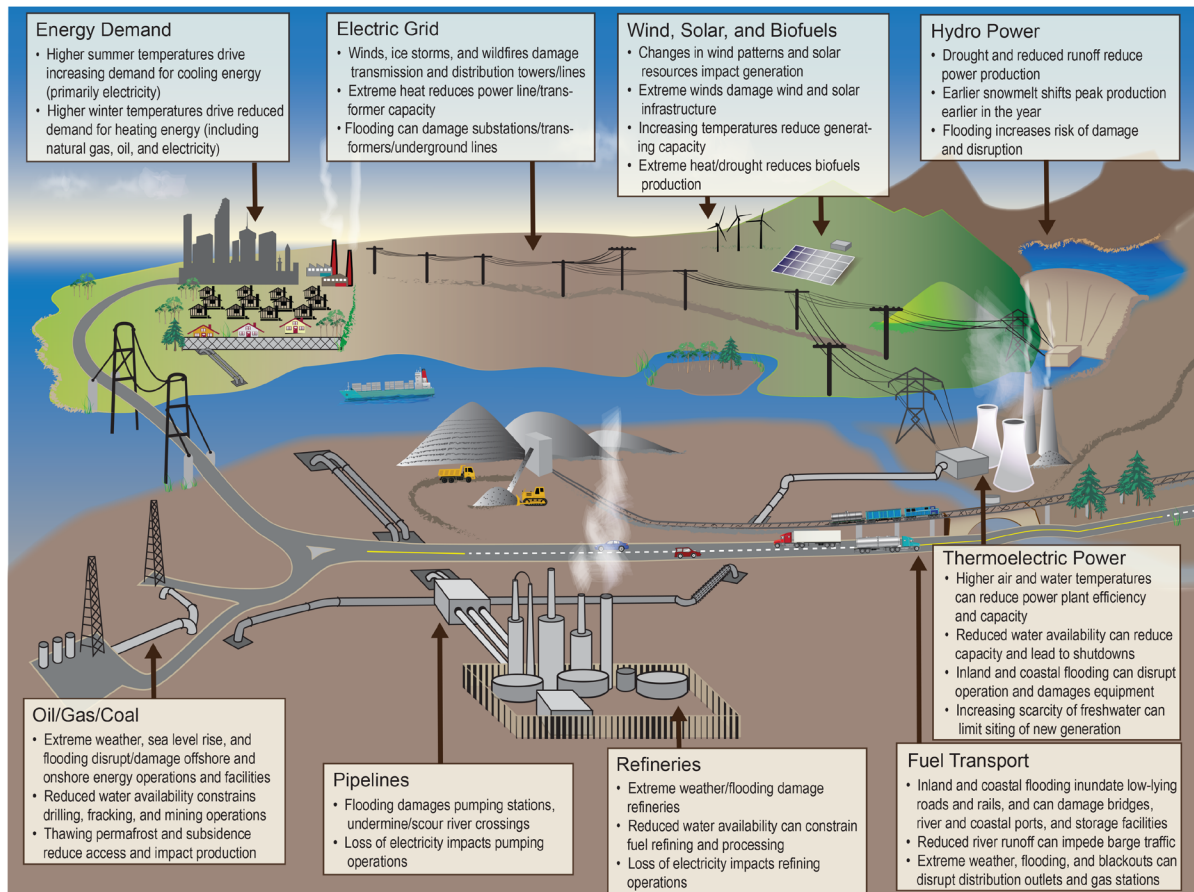 Energy Demand
• Higher summer temperatures drive
increasing demand for cooling energy
(primarily electricity)
• Higher winter temperatures drive reduced
demand for heating energy (including
natural gas, oil, and electricity)
Electric Grid
• Winds, ice storms, and wildfires damage
transmission and distribution towers/lines
• Extreme heat reduces power line/trans-
former capacity
• Flooding can damage substations/trans-
formers/underground lines
Wind, Solar, and Biofuels
• Changes in wind patterns and solar
resources impact generation
• Extreme winds damage wind and solar
infrastructure
• Increasing temperatures reduce generat-
ing capacity
• Extreme heat/drought reduces biofuels
production
Hydro Power
• Drought and reduced runoff reduce
power production
• Earlier snowmelt shifts peak production
earlier in the year
• Flooding increases risk of damage
and disruption
Thermoelectric Power
• Higher air and water temperatures
can reduce power plant efficiency
and capacity
• Reduced water availability can reduce
capacity and lead to shutdowns
• Inland and coastal flooding can disrupt
operation and damages equipment
• Increasing scarcity of freshwater can
limit siting of new generation
Oil/Gas/Coal
• Extreme weather, sea level rise, and
flooding disrupt/damage offshore and
onshore energy operations and facilities
• Reduced water availability constrains
drilling, fracking, and mining operations
• Thawing permafrost and subsidence
reduce access and impact production
Pipelines
• Flooding damages pumping stations,
undermine/scour river crossings
• Loss of electricity impacts pumping
operations
Refineries
• Extreme weather/flooding damage
refineries
• Reduced water availability can constrain
fuel refining and processing
• Loss of electricity impacts refining
operations
Fuel Transport
• Inland and coastal flooding inundate low-lying
roads and rails, and can damage bridges,
river and coastal ports, and storage facilities
• Reduced river runoff can impede barge traffic
• Extreme weather, flooding, and blackouts can
disrupt distribution outlets and gas stations